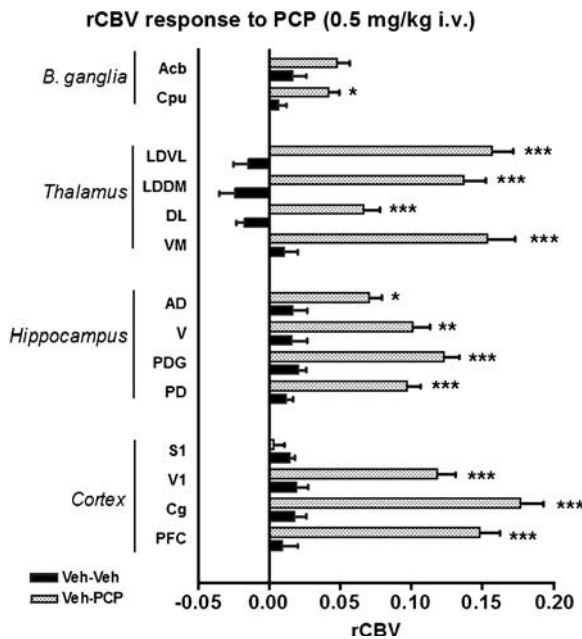 rCBV response to PCP (0.5 mg/kg i.v.)
B. ganglia
Acb
Cpu *
Thalamus
LDVL ***
LDDM ***
DL ***
VM ***
Hippocampus
AD *
V **
PDG ***
PD ***
Cortex
S1
V1 ***
Cg ***
PFC ***
Veh-Veh
Veh-PCP
-0.05 0.00 0.05 0.10 0.15 0.20
rCBV